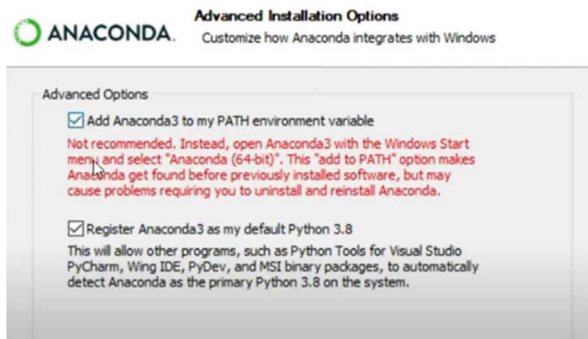 Advanced Installation Options
ANACONDA.
Customize how Anaconda integrates with Windows
Advanced Options
Add Anaconda3 to my PATH environment variable
Not recommended. Instead, open Anaconda3 with the Windows Start
menu and select "Anaconda (64-bit)". This "add to PATH" option makes
Anaconda get found before previously installed software, but may
cause problems requiring you to uninstall and reinstall Anaconda.
Register Anaconda3 as my default Python 3.8
This will allow other programs, such as Python Tools for Visual Studio
PyCharm, Wing IDE, PyDev, and MSI binary packages, to automatically
detect Anaconda as the primary Python 3.8 on the system.